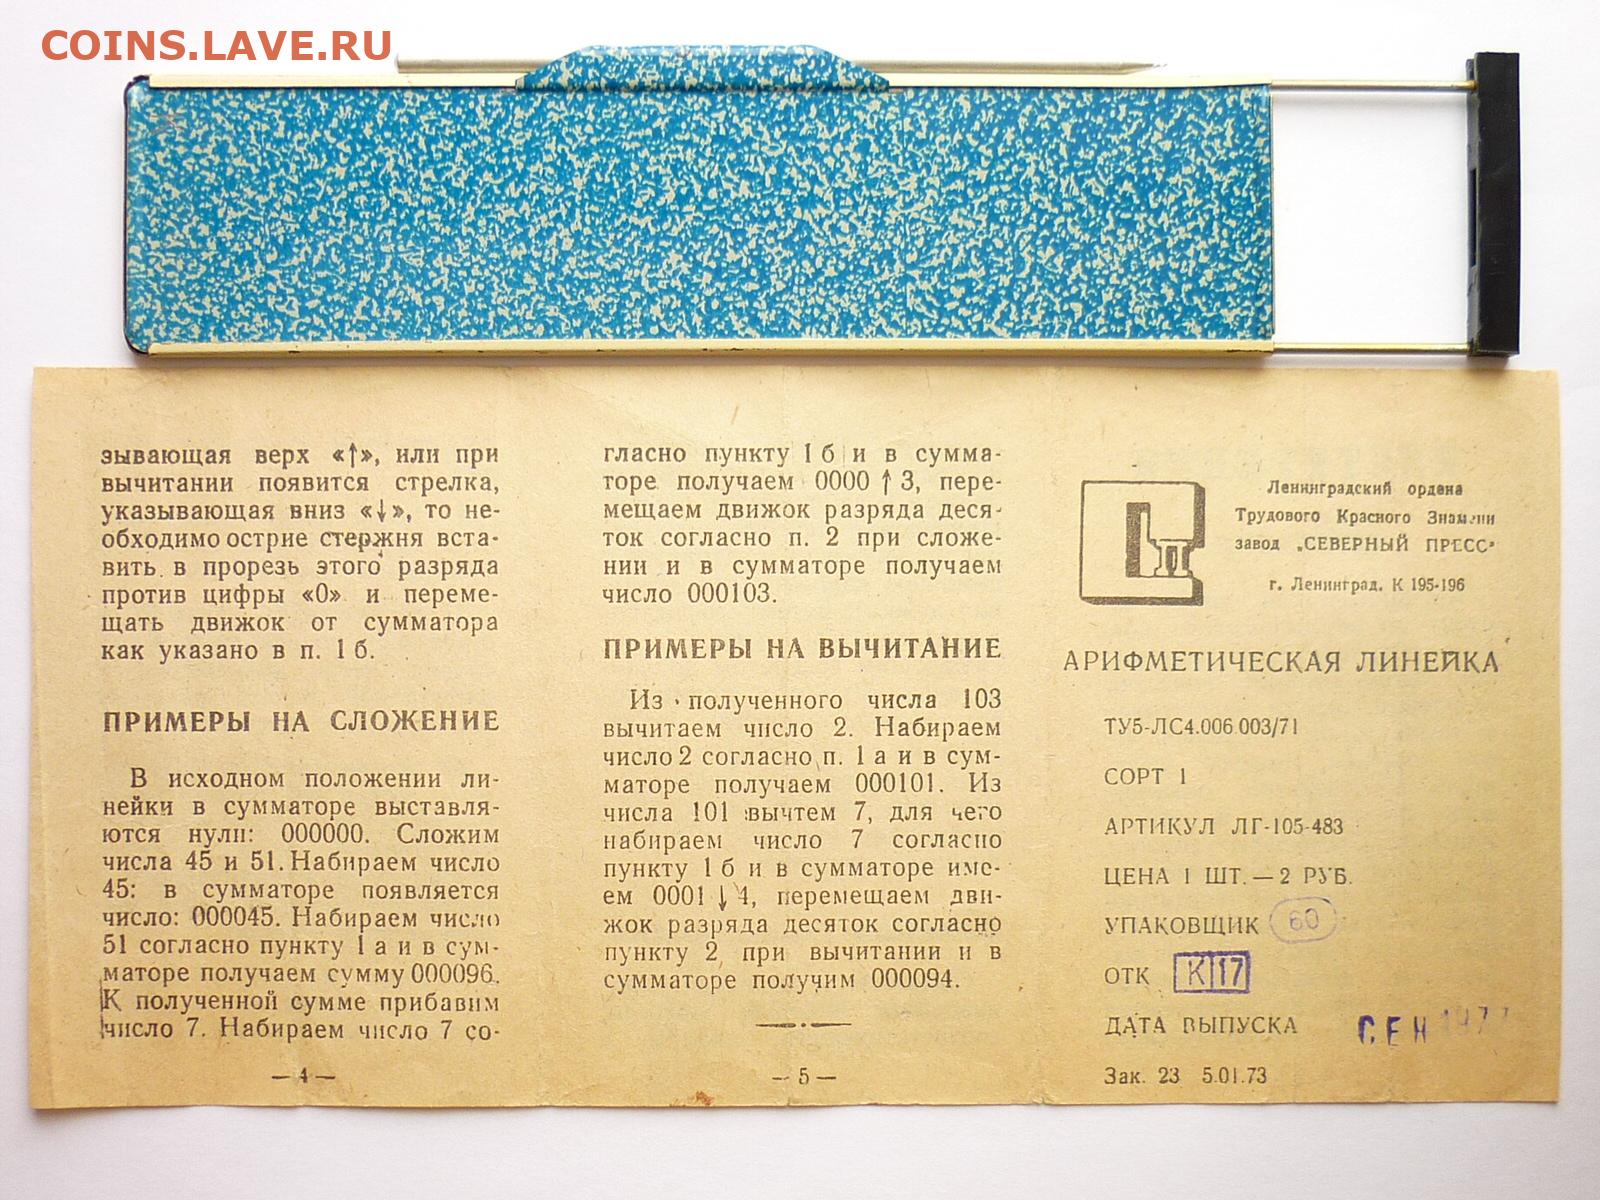 COINS.LAVE.RU
зывающая верх «↑», или при
вычитании появится стрелка,
указывающая вниз «↓», то не-
обходимо острие стержня вста-
вить в прорезь этого разряда
против цифры «0» и переме-
щать движок от сумматора
как указано в п. 1 б.
ПРИМЕРЫ НА СЛОЖЕНИЕ
В исходном положении ли-
нейки в сумматоре выставля-
ются нули: 000000. Сложим
числа 45 и 51. Набираем число
45: в сумматоре появляется
число: 000045. Набираем число
51 согласно пункту 1 а и в сум-
маторе получаем сумму 000096.
К полученной сумме прибавим
число 7. Набираем число 7 со-
— 4 —
гласно пункту 1 б и в сумма-
торе получаем 0000 ↑ 3, пере-
мещаем движок разряда деся-
ток согласно п. 2 при сложе-
нии и в сумматоре получаем
число 000103.
ПРИМЕРЫ НА ВЫЧИТАНИЕ
Из полученного числа 103
вычитаем число 2. Набираем
число 2 согласно п. 1 а и в сум-
маторе получаем 000101. Из
числа 101 вычтем 7, для чего
набираем число 7 согласно
пункту 1 б и в сумматоре име-
ем 0001 ↓ 4, перемещаем дви-
жок разряда десяток согласно
пункту 2 при вычитании и в
сумматоре получим 000094.
— 5 —
Ленинградский ордена
Трудового Красного Знамени
завод „СЕВЕРНЫЙ ПРЕСС“
г. Ленинград, К 195-196
АРИФМЕТИЧЕСКАЯ ЛИНЕЙКА
ТУ5-ЛС4.006.003/71
СОРТ 1
АРТИКУЛ ЛГ-105-483
ЦЕНА 1 ШТ. — 2 РУБ.
УПАКОВЩИК 60
ОТК К 17
ДАТА ВЫПУСКА СЕН
Зак. 23 5.01.73